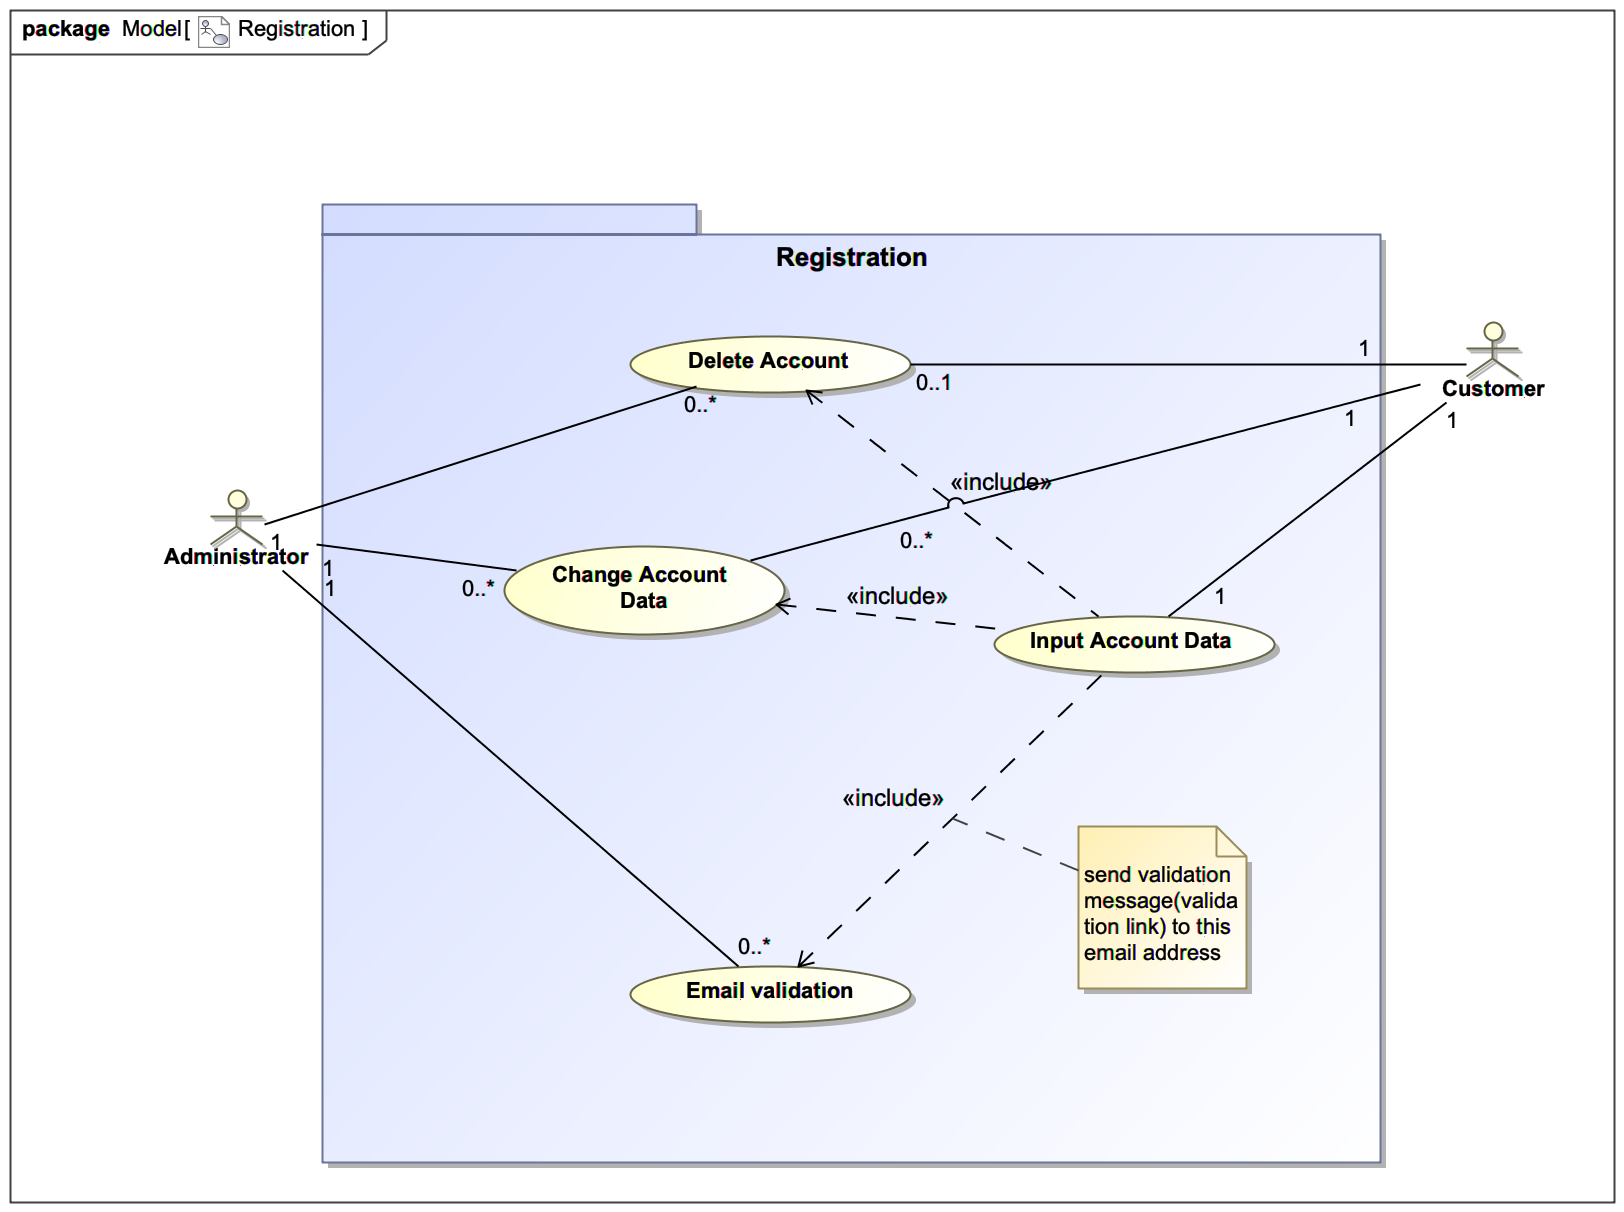 package Model[ Registration ]
Registration
Delete Account
1
0..1
0..*
Customer
1
1
«include»
0..*
Administrator
1
1
1
0..*
Change Account
Data
«include»
1
Input Account Data
«include»
send validation
message(valida
tion link) to this
email address
0..*
Email validation